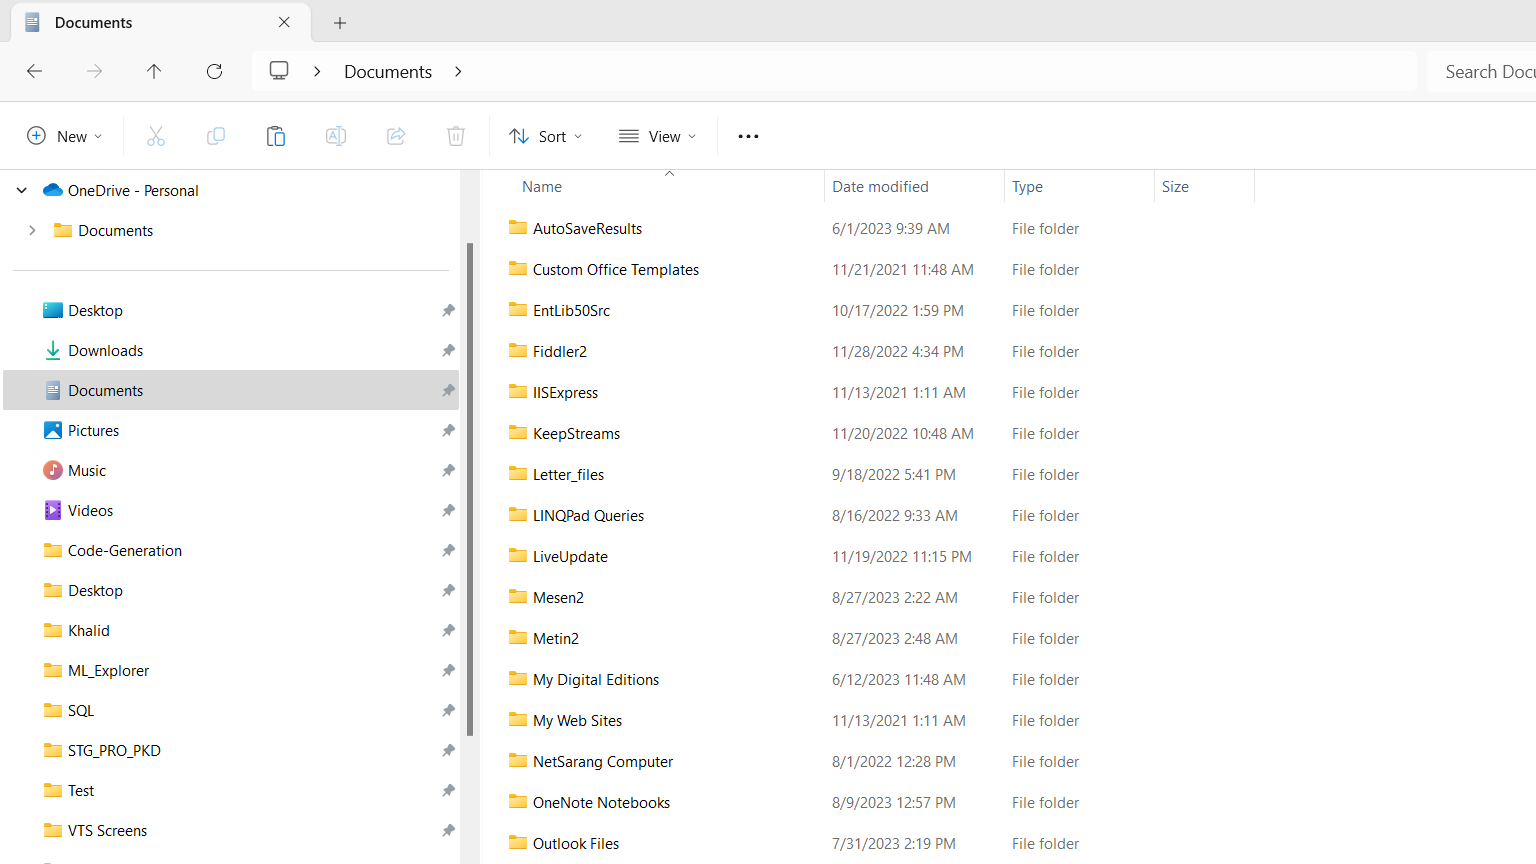 Documents
Documents
Search Docu
New
Sort
View
OneDrive - Personal
Documents
Desktop
Downloads
Documents
Pictures
Music
Videos
Code-Generation
Desktop
Khalid
ML_Explorer
SQL
STG_PRO_PKD
Test
VTS Screens
Name Date modified Type Size
AutoSaveResults 6/1/2023 9:39 AM File folder
Custom Office Templates 11/21/2021 11:48 AM File folder
EntLib50Src 10/17/2022 1:59 PM File folder
Fiddler2 11/28/2022 4:34 PM File folder
IISExpress 11/13/2021 1:11 AM File folder
KeepStreams 11/20/2022 10:48 AM File folder
Letter_files 9/18/2022 5:41 PM File folder
LINQPad Queries 8/16/2022 9:33 AM File folder
LiveUpdate 11/19/2022 11:15 PM File folder
Mesen2 8/27/2023 2:22 AM File folder
Metin2 8/27/2023 2:48 AM File folder
My Digital Editions 6/12/2023 11:48 AM File folder
My Web Sites 11/13/2021 1:11 AM File folder
NetSarang Computer 8/1/2022 12:28 PM File folder
OneNote Notebooks 8/9/2023 12:57 PM File folder
Outlook Files 7/31/2023 2:19 PM File folder